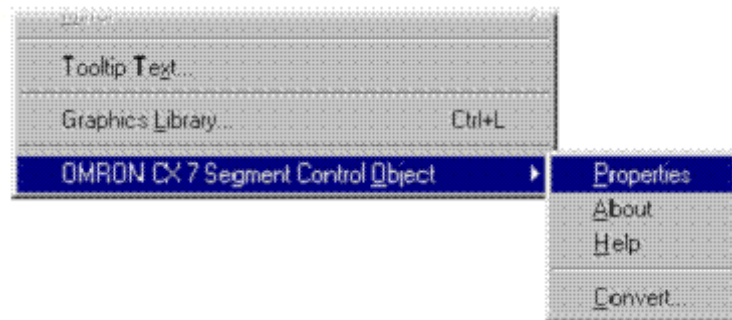 Tooltip Text...
Graphics Library... Ctrl+L
OMRON CX 7 Segment Control Object
Properties
About
Help
Convert...